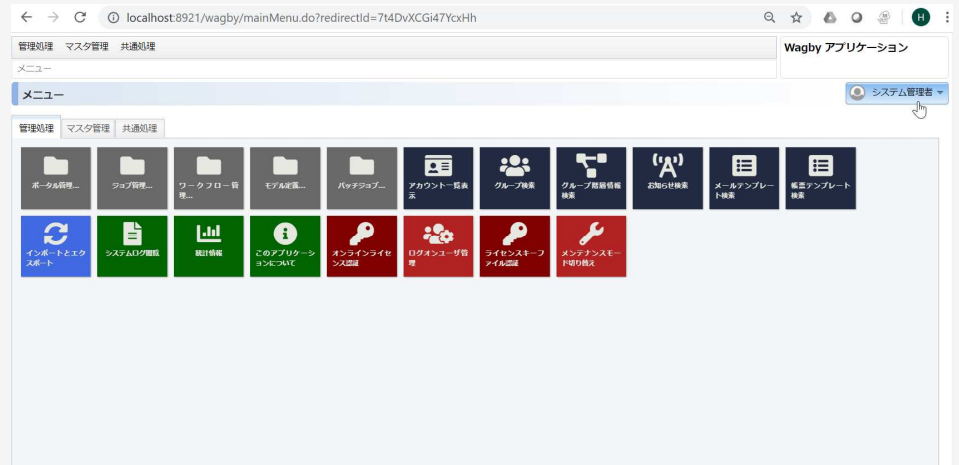 localhost:8921/wagby/mainMenu.do?redirectId=7t4DvXCGi47YcxHh
H
管理処理 マスタ管理 共通処理
Wagby アプリケーション
メニュー
メニュー
システム管理者
管理処理 マスタ管理 共通処理
ポータル管理...
ジョブ管理...
ワークフロー管
理...
モデル定義...
バッチジョブ...
アカウント一覧表
示
グループ検索
グループ階層情報
検索
お知らせ検索
メールテンプレー
ト検索
帳票テンプレート
検索
インポートとエク
スポート
システムログ閲覧
統計情報
このアプリケーシ
ョンについて
オンラインライセ
ンス認証
ログオンユーザ管
理
ライセンスキーフ
ァイル認証
メンテナンスモー
ド切り替え